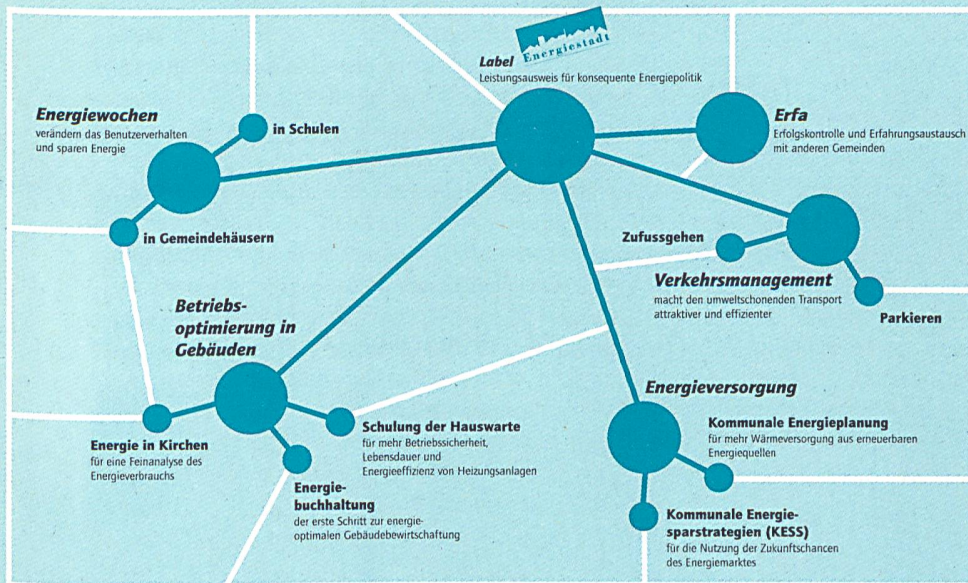 Energiestadt
Label
Leistungsausweis für konsequente Energiepolitik
Energiewochen
verändern das Benutzerverhalten
und sparen Energie
in Schulen
in Gemeindehäusern
Erfa
Erfolgskontrolle und Erfahrungsaustausch
mit anderen Gemeinden
Zufussgehen
Verkehrsmanagement
macht den umweltschonenden Transport
attraktiver und effizienter
Parkieren
Betriebs-
optimierung in
Gebäuden
Energie in Kirchen
für eine Feinanalyse des
Energieverbrauchs
Schulung der Hauswarte
für mehr Betriebssicherheit,
Lebensdauer und
Energieeffizienz von Heizungsanlagen
Energie-
buchhaltung
der erste Schritt zur energie-
optimalen Gebäudebewirtschaftung
Energieversorgung
Kommunale Energieplanung
für mehr Wärmeversorgung aus erneuerbaren
Energiequellen
Kommunale Energie-
sparstrategien (KESS)
für die Nutzung der Zukunftschancen
des Energiemarktes